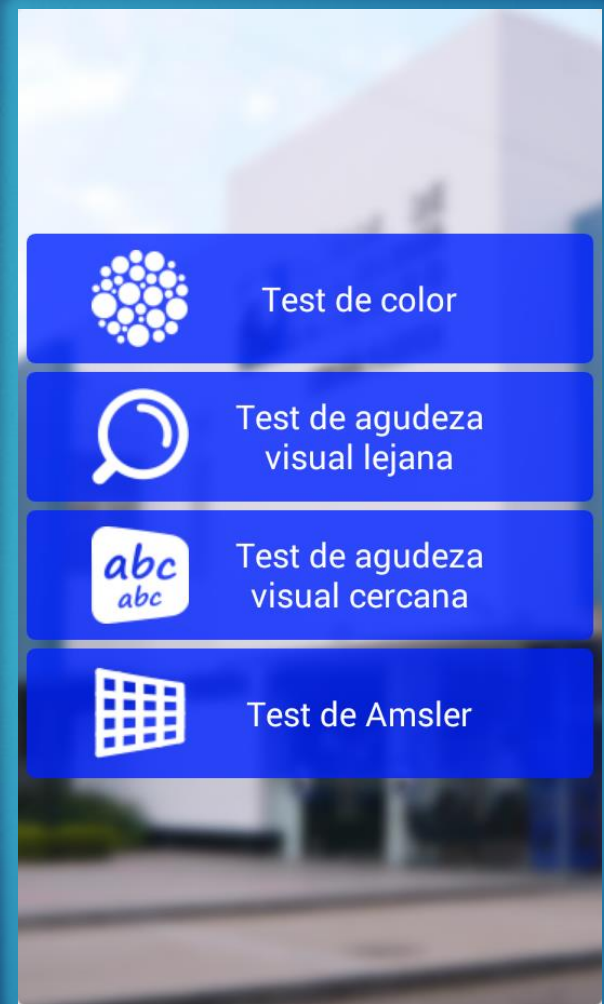 Test de color
Test de agudeza
visual lejana
abc
abc
Test de agudeza
visual cercana
Test de Amsler